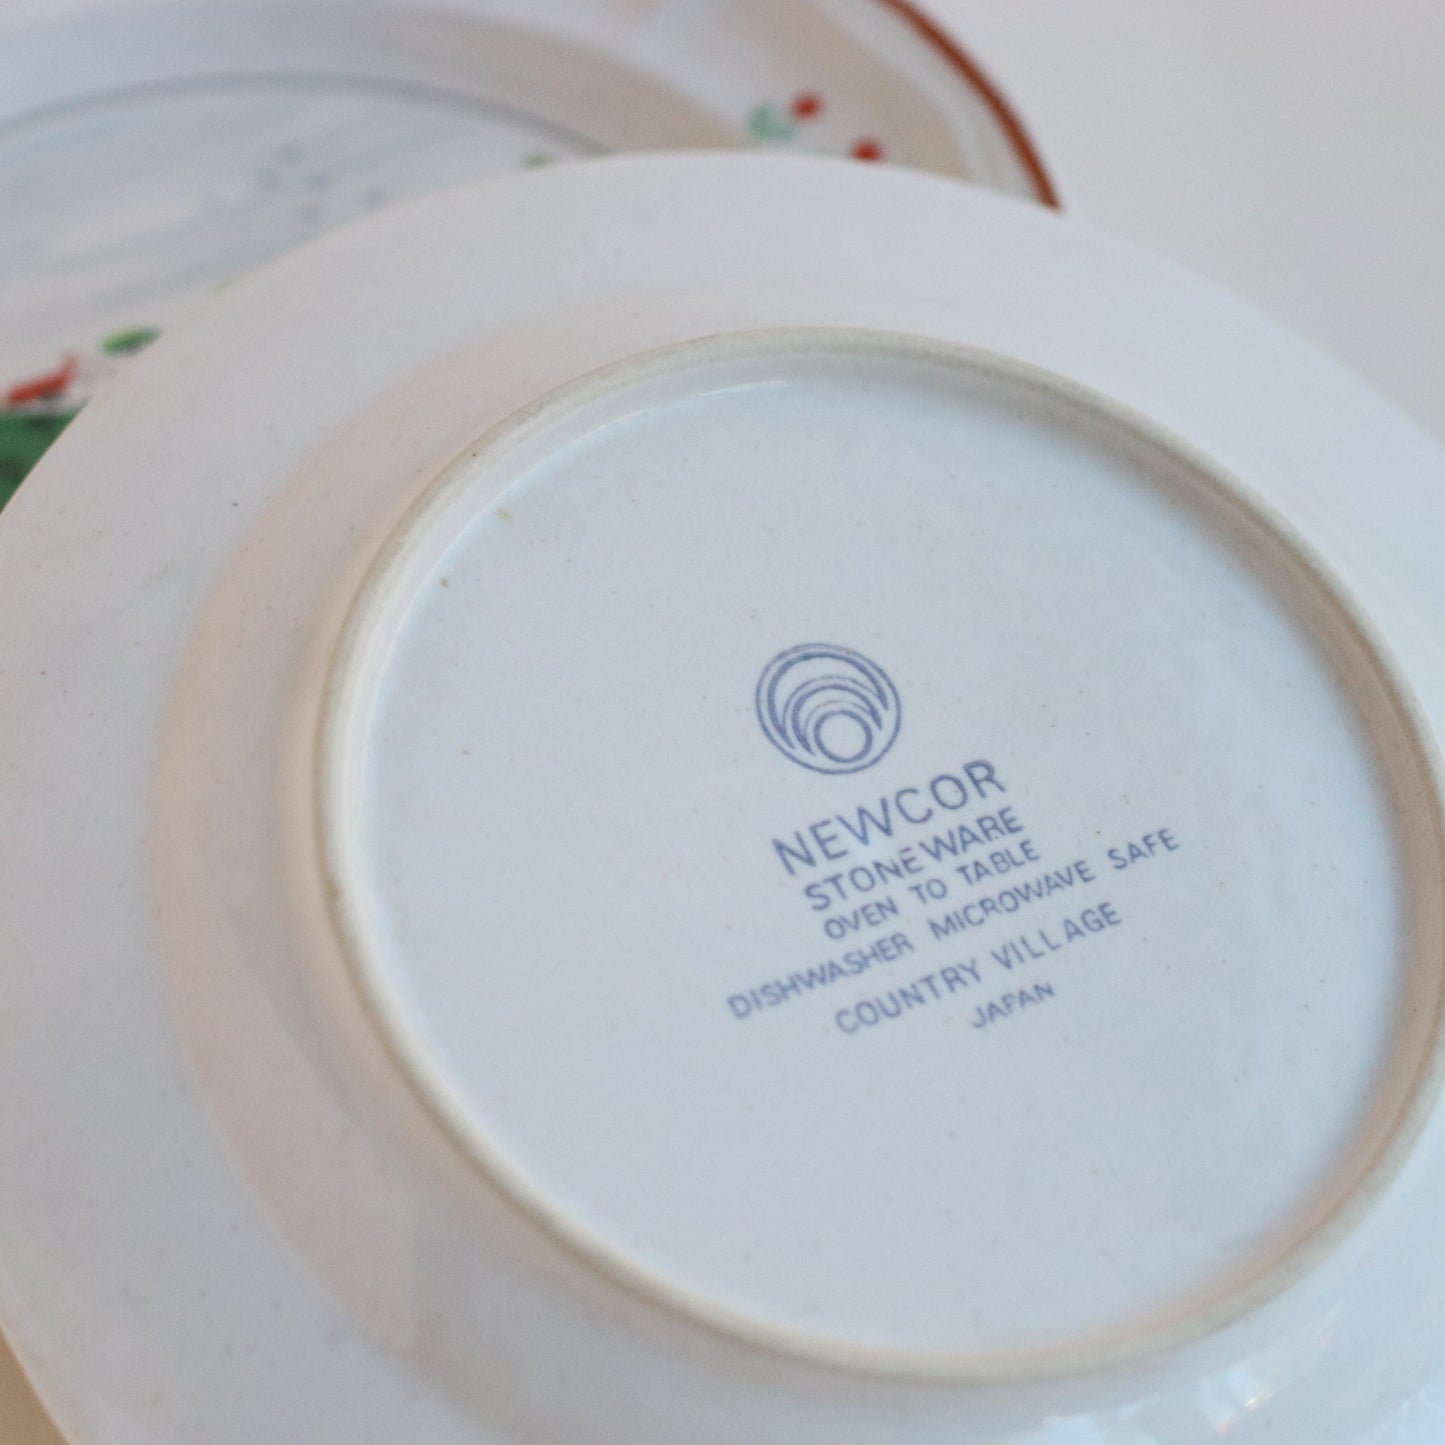 NEWCOR
STONEWARE
OVEN TO TABLE
DISHWASHER MICROWAVE SAFE
COUNTRY VILLAGE
JAPAN